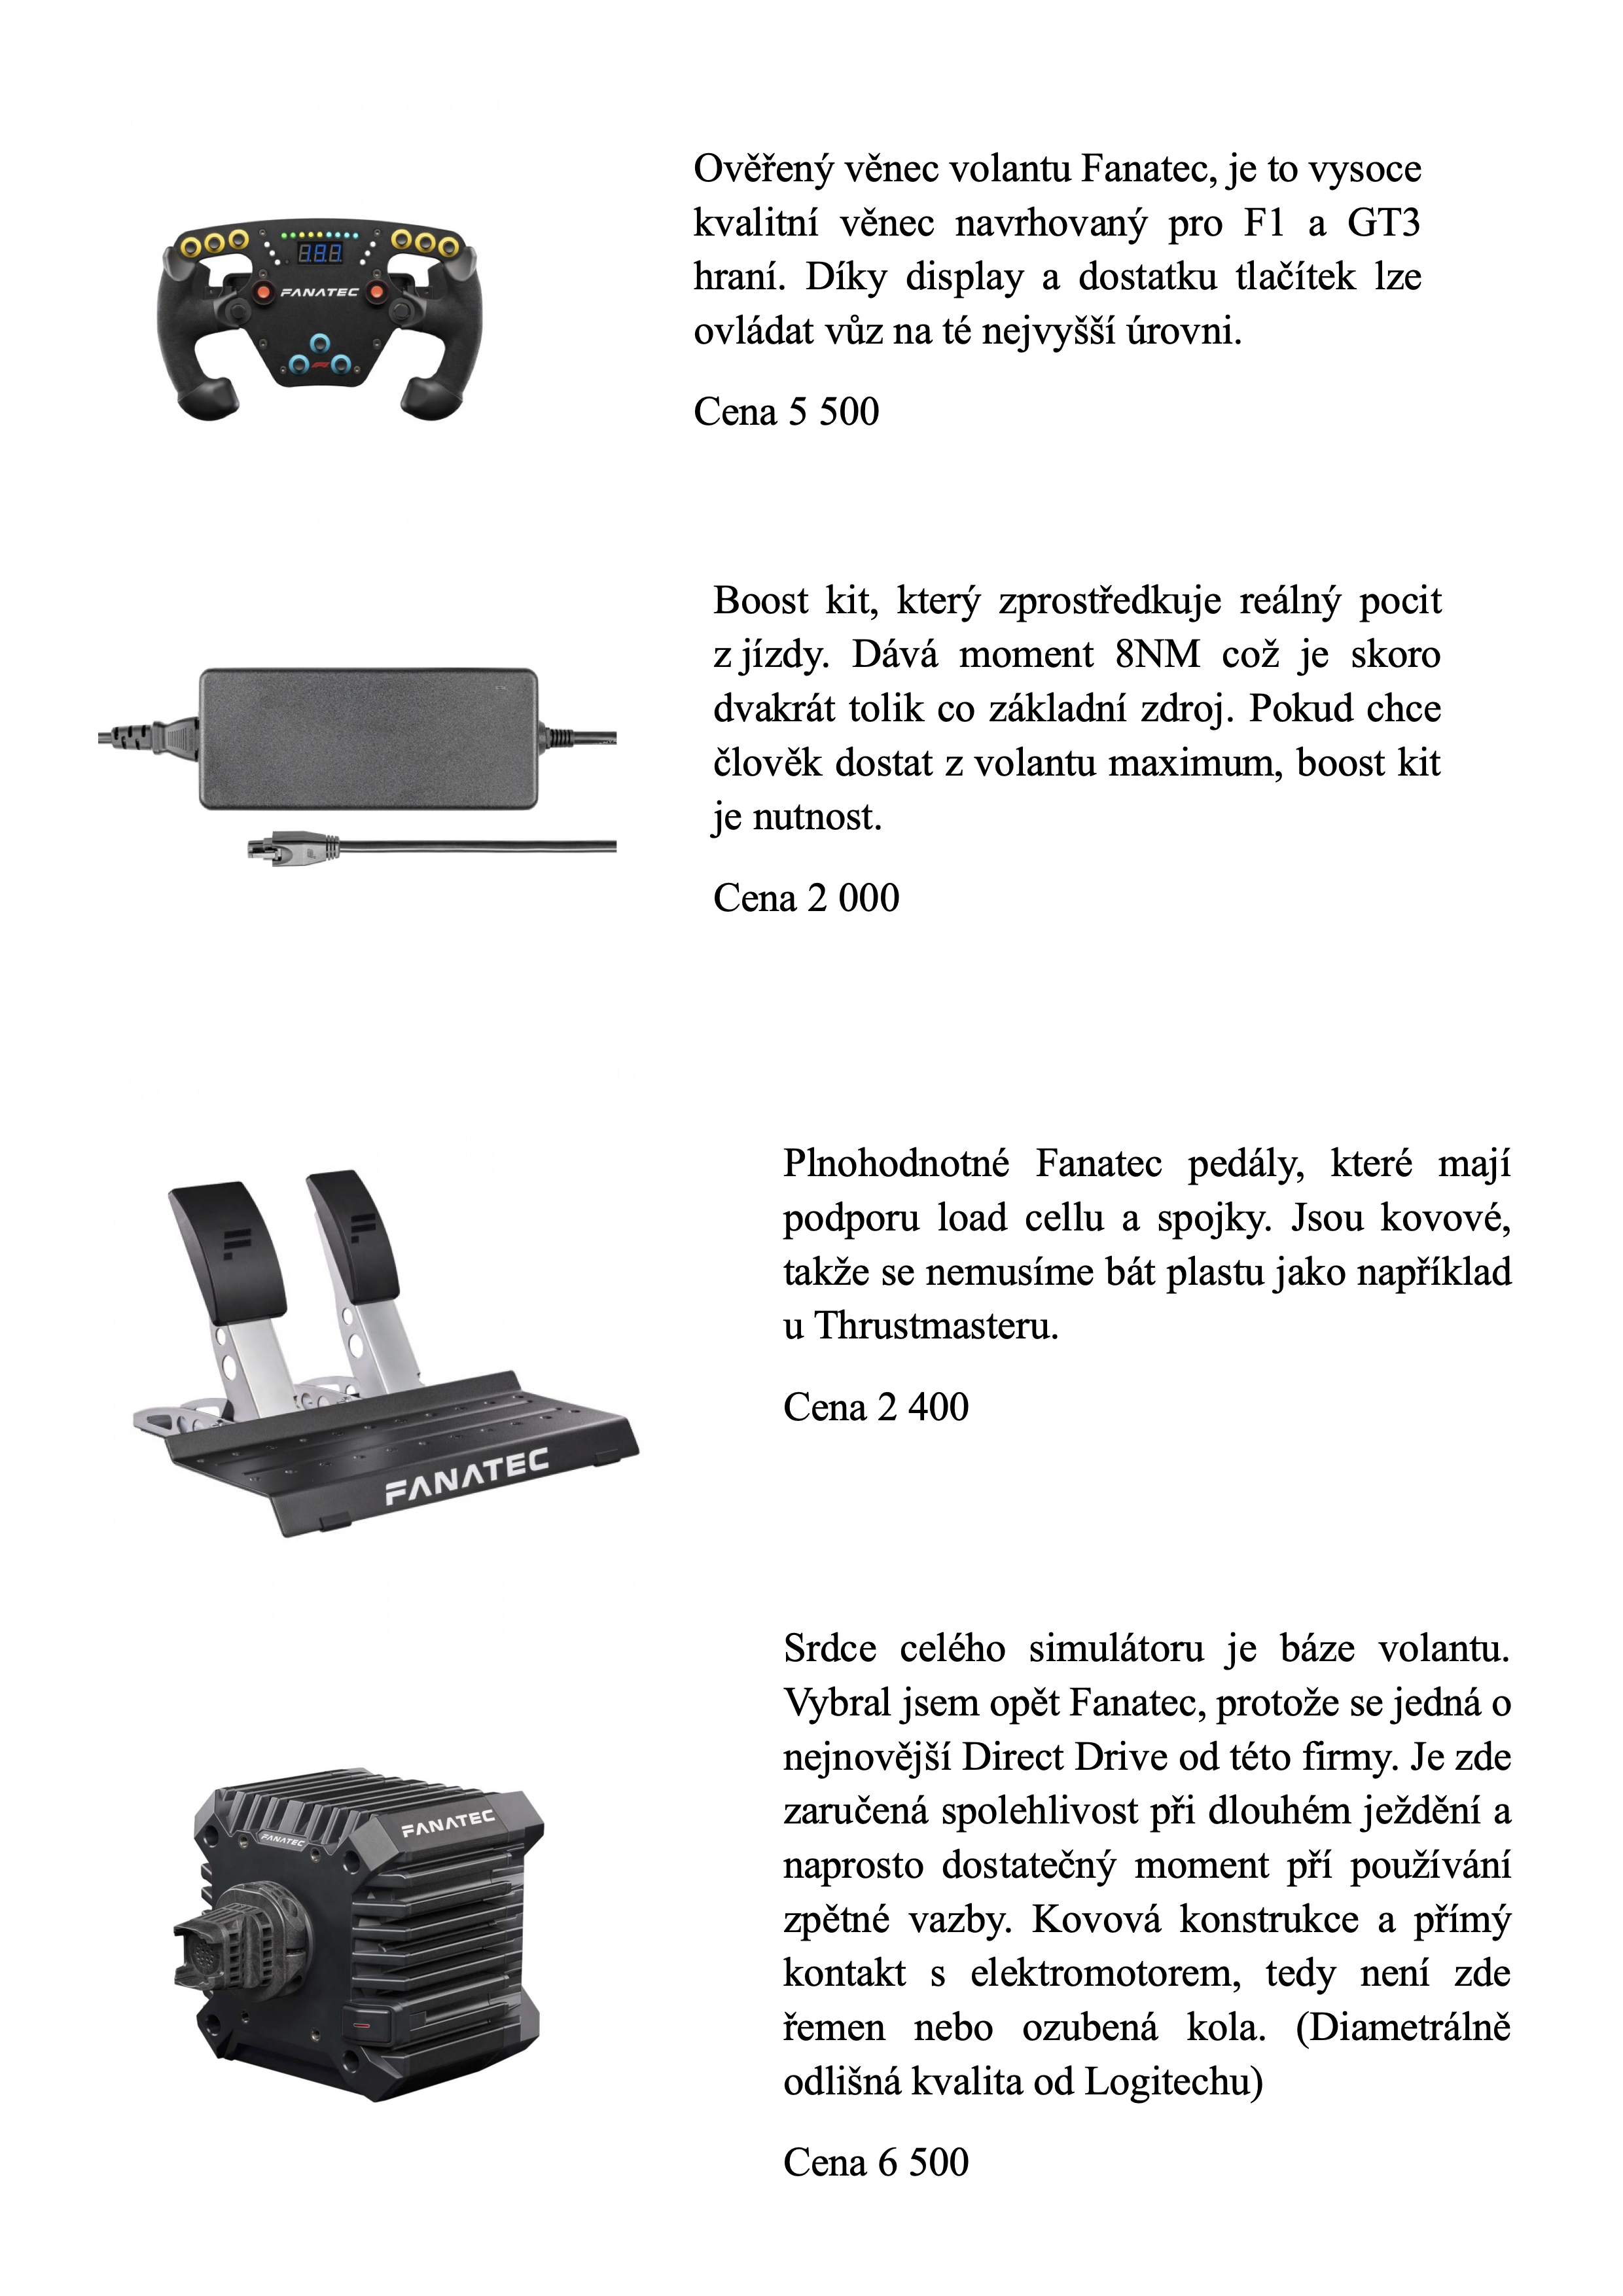 Ověřený věnec volantu Fanatec, je to vysoce
kvalitní věnec navrhovaný pro F1 a GT3
hraní. Díky display a dostatku tlačítek lze
ovládat vůz na té nejvyšší úrovni.
Cena 5 500
8.8.8.
FANATEC
F1
Boost kit, který zprostředkuje reálný pocit
z jízdy. Dává moment 8NM což je skoro
dvakrát tolik co základní zdroj. Pokud chce
člověk dostat z volantu maximum, boost kit
je nutnost.
Cena 2 000
Plnohodnotné Fanatec pedály, které mají
podporu load cellu a spojky. Jsou kovové,
takže se nemusíme bát plastu jako například
u Thrustmasteru.
Cena 2 400
FANATEC
Srdce celého simulátoru je báze volantu.
Vybral jsem opět Fanatec, protože se jedná o
nejnovější Direct Drive od této firmy. Je zde
zaručená spolehlivost při dlouhém ježdění a
naprosto dostatečný moment pří používání
zpětné vazby. Kovová konstrukce a přímý
kontakt s elektromotorem, tedy není zde
řemen nebo ozubená kola. (Diametrálně
odlišná kvalita od Logitechu)
Cena 6 500
FANATEC
FANATEC